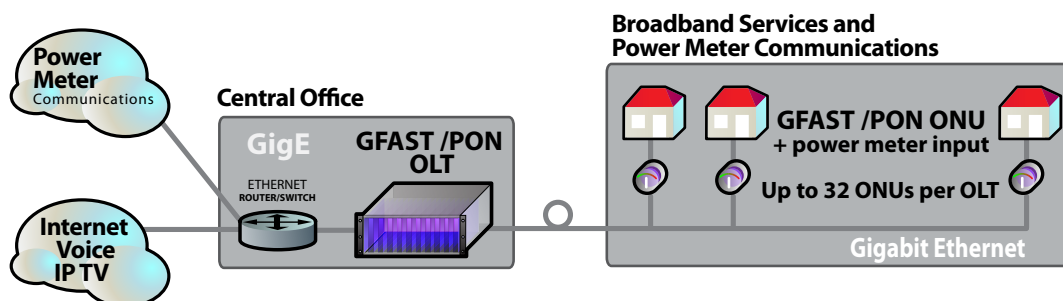 Power
Meter
Communications
Internet
Voice
IP TV
Central Office
GigE
GFAST /PON
OLT
ETHERNET
ROUTER/SWITCH
Broadband Services and
Power Meter Communications
GFAST /PON ONU
+ power meter input
Up to 32 ONUs per OLT
Gigabit Ethernet